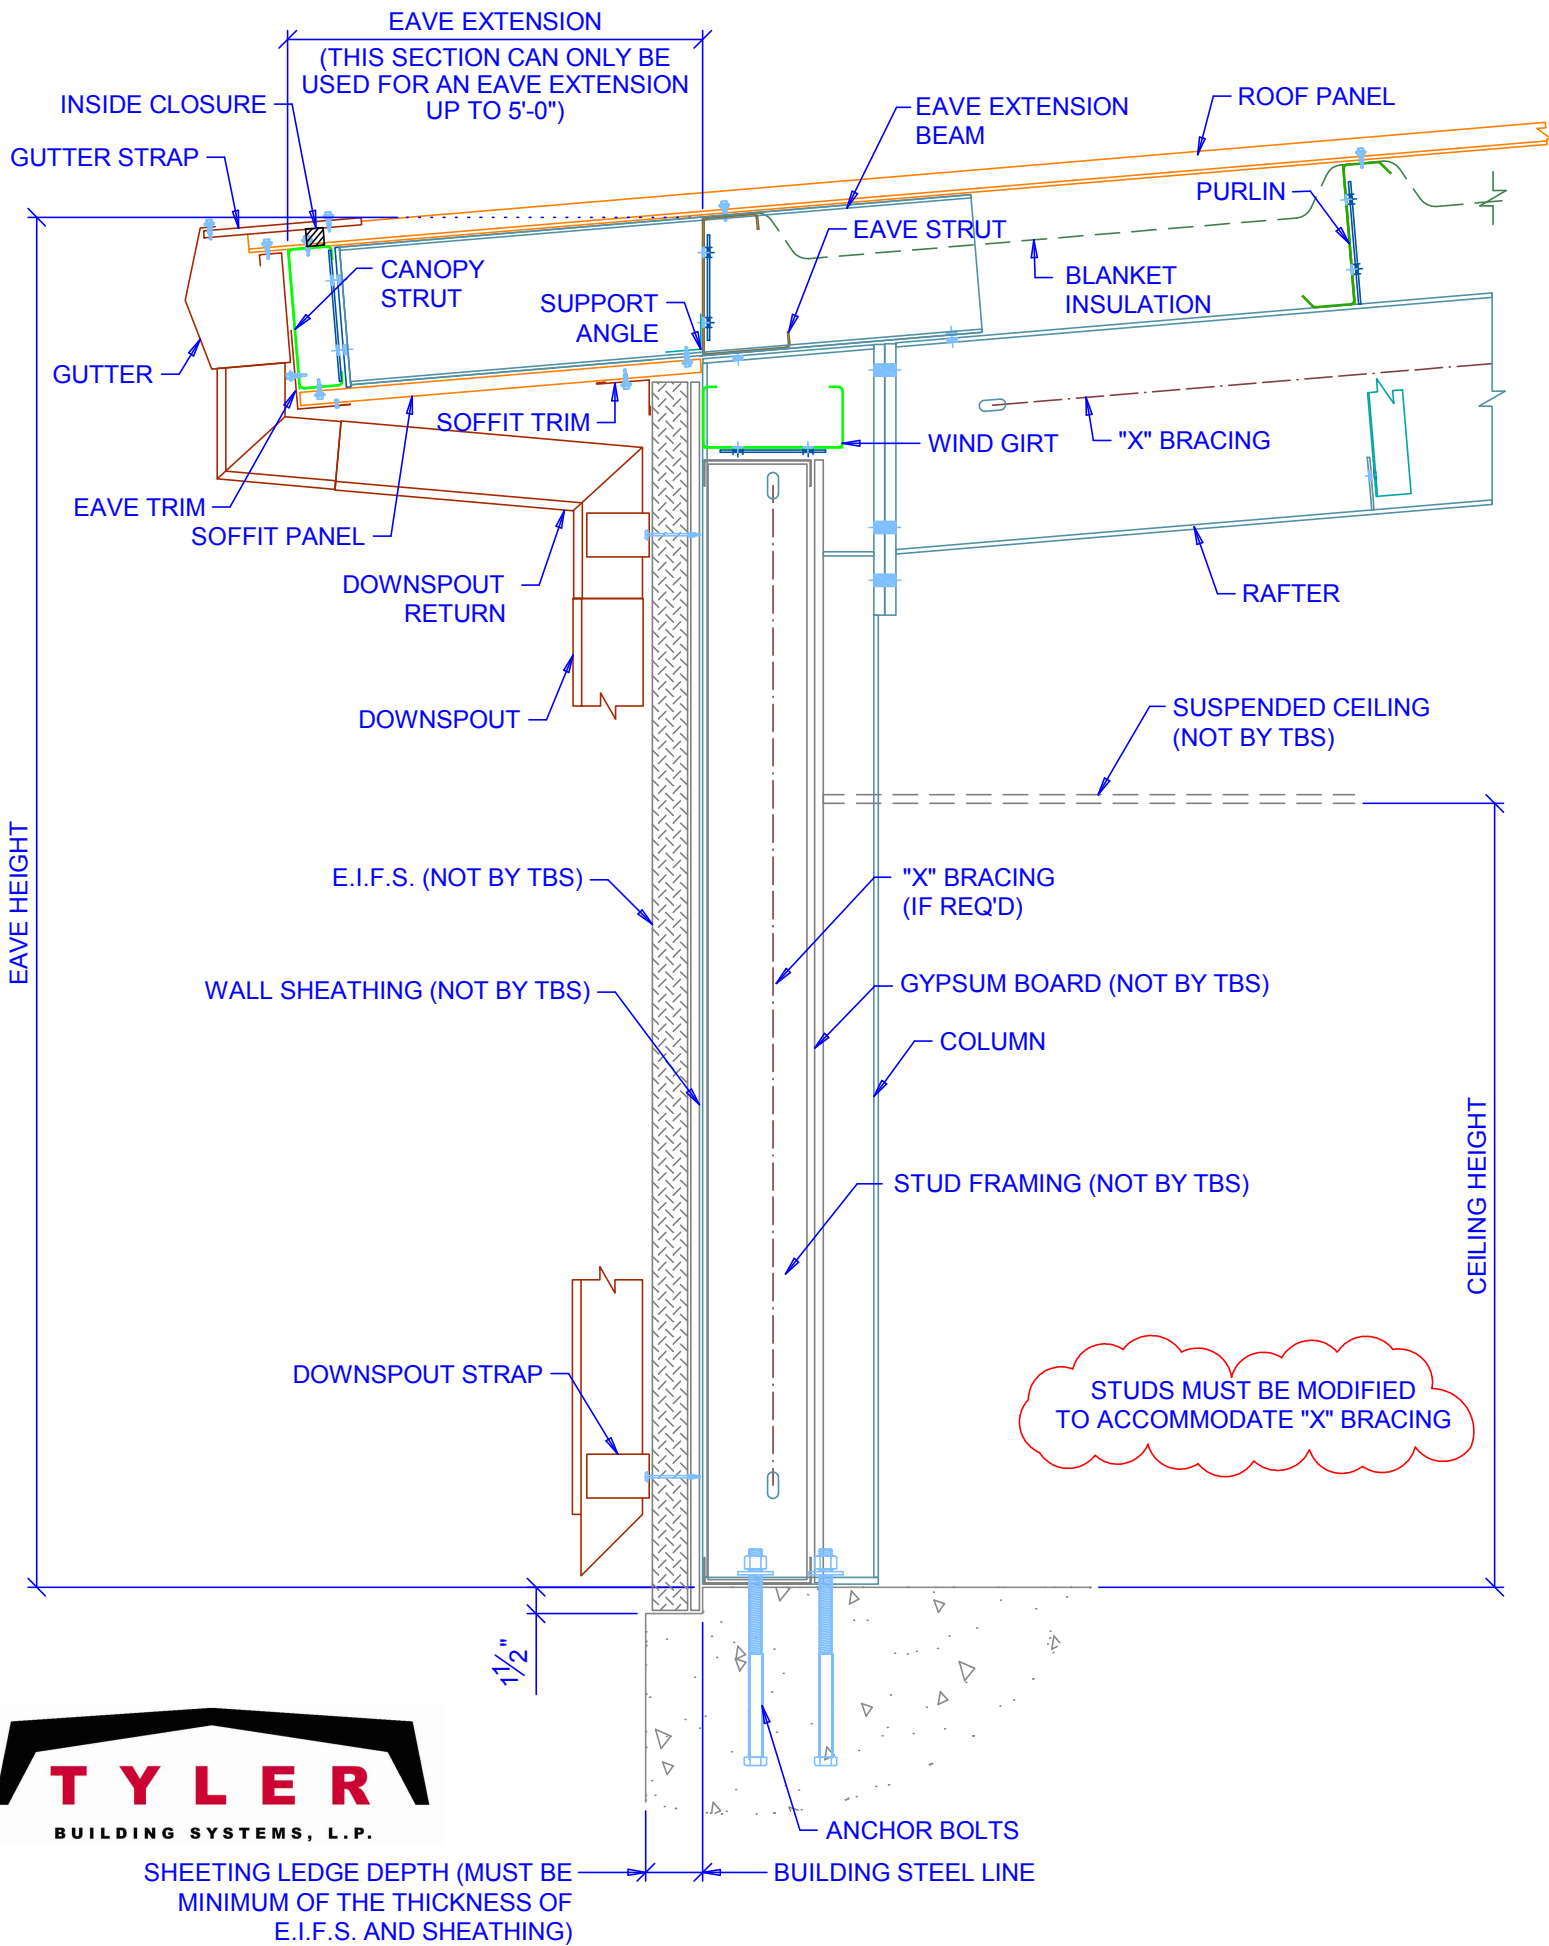 EAVE EXTENSION
(THIS SECTION CAN ONLY BE
USED FOR AN EAVE EXTENSION
UP TO 5'-0")
INSIDE CLOSURE
GUTTER STRAP
EAVE EXTENSION
BEAM
ROOF PANEL
PURLIN
EAVE STRUT
CANOPY
STRUT
SUPPORT
ANGLE
BLANKET
INSULATION
GUTTER
SOFFIT TRIM
WIND GIRT
"X" BRACING
EAVE TRIM
SOFFIT PANEL
DOWNSPOUT
RETURN
RAFTER
DOWNSPOUT
SUSPENDED CEILING
(NOT BY TBS)
EAVE HEIGHT
E.I.F.S. (NOT BY TBS)
"X" BRACING
(IF REQ'D)
WALL SHEATHING (NOT BY TBS)
GYPSUM BOARD (NOT BY TBS)
COLUMN
STUD FRAMING (NOT BY TBS)
CEILING HEIGHT
DOWNSPOUT STRAP
STUDS MUST BE MODIFIED
TO ACCOMMODATE "X" BRACING
1 1/2"
TYLER
BUILDING SYSTEMS, L.P.
ANCHOR BOLTS
SHEETING LEDGE DEPTH (MUST BE
MINIMUM OF THE THICKNESS OF
E.I.F.S. AND SHEATHING)
BUILDING STEEL LINE